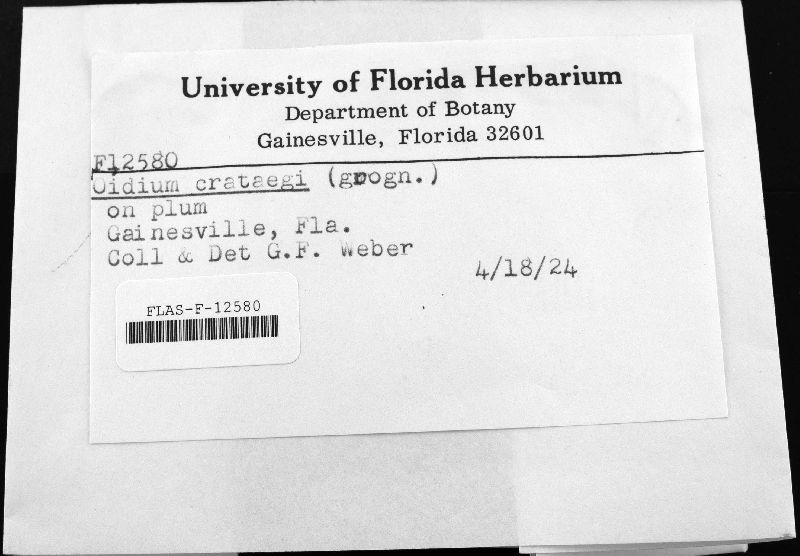 University of Florida Herbarium
Department of Botany
Gainesville, Florida 32601
F12580
Oidium crataegi (grogn.)
on plum
Gainesville, Fla.
Coll & Det G.F. Weber
4/18/24
FLAS-F-12580